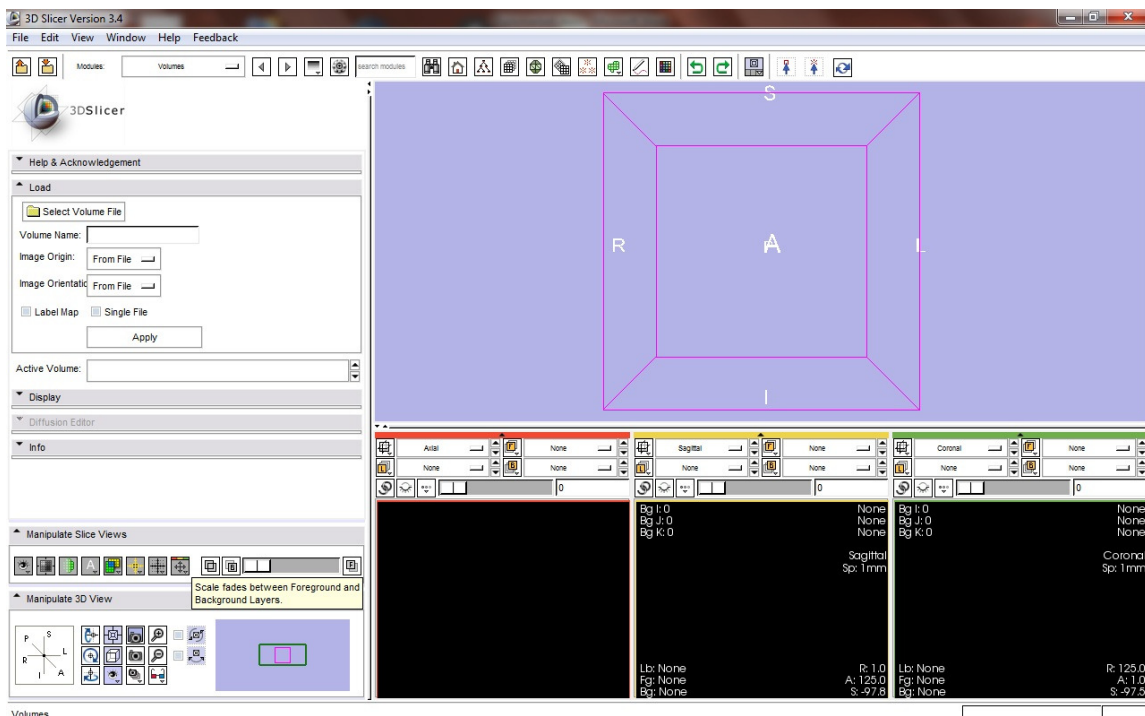 3D Slicer Version 3.4
File Edit View Window Help Feedback
Modules: Volumes search modules
3DSlicer
Help & Acknowledgement
Load
Select Volume File
Volume Name:
Image Origin: From File
Image Orientatic From File
Label Map Single File
Apply
Active Volume:
Display
Diffusion Editor
Info
Manipulate Slice Views
Scale fades between Foreground and
Background Layers.
Manipulate 3D View
P S
R L
I A
S
R A L
I
Axial None
None None
0
Sagittal None
None None
0
Bg I: 0 None
Bg J: 0 None
Bg K: 0 None
Sagittal
Sp: 1mm
Lb: None R: 1.0
Fg: None A: 125.0
Bg: None S: -97.8
Coronal None
None None
0
Bg I: 0 None
Bg J: 0 None
Bg K: 0 None
Coronal
Sp: 1mm
Lb: None R: 125.0
Fg: None A: 1.0
Bg: None S: -97.5
Volumes